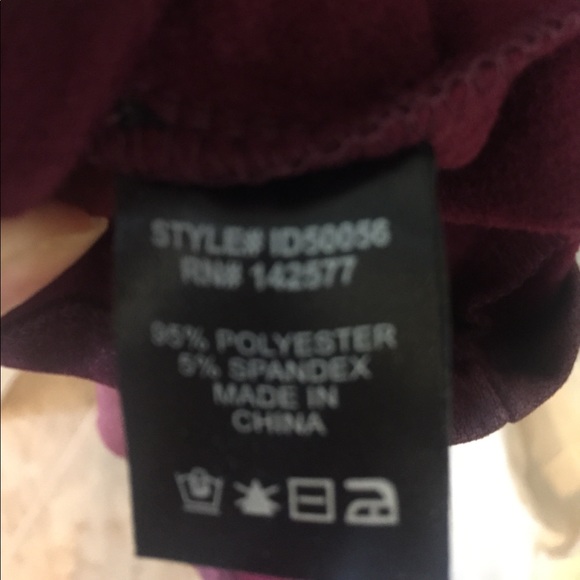 STYLE# ID50056
RN# 142577
95% POLYESTER
5% SPANDEX
MADE IN
CHINA